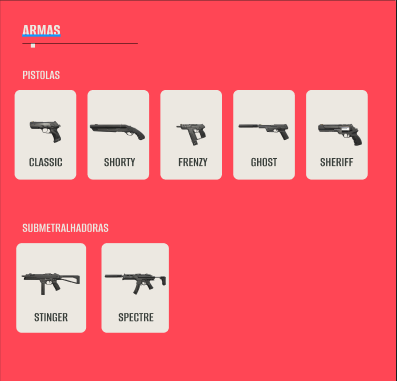 ARMAS
PISTOLAS
CLASSIC SHORTY FRENZY GHOST SHERIFF
SUBMETRALHADORAS
STINGER SPECTRE